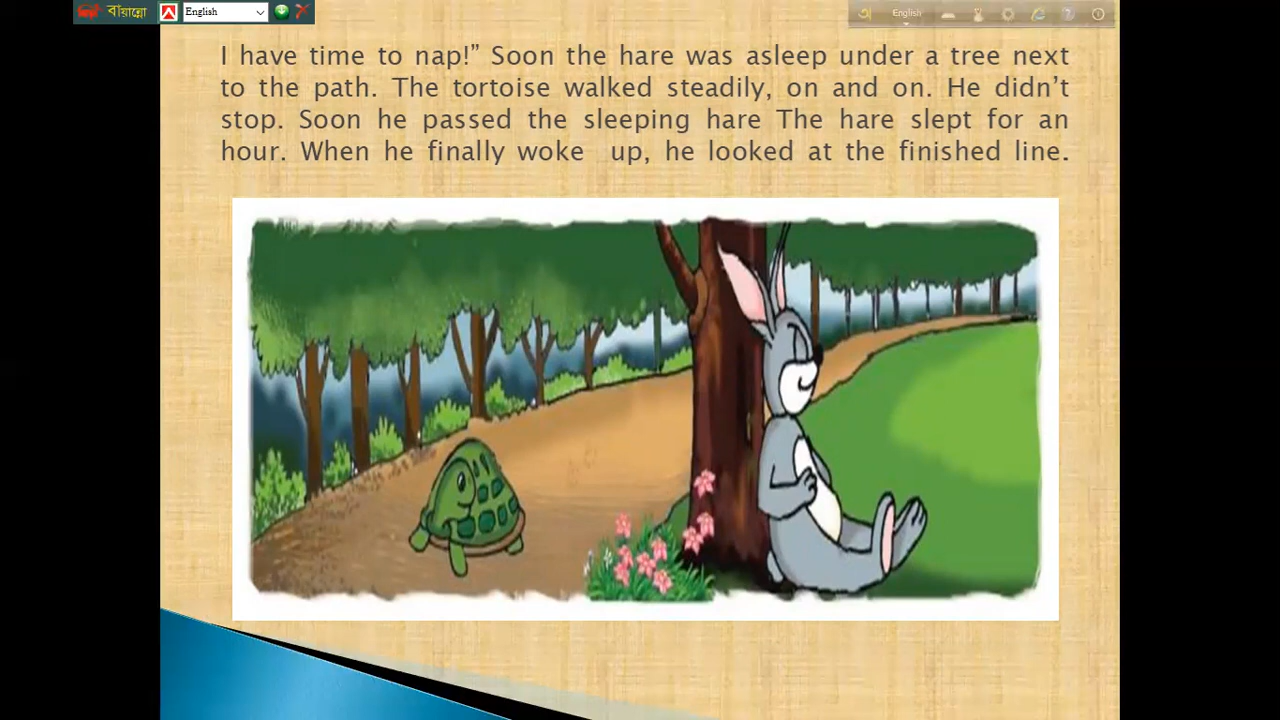 বায়ান্নো English
অ English
I have time to nap!” Soon the hare was asleep under a tree next
to the path. The tortoise walked steadily, on and on. He didn’t
stop. Soon he passed the sleeping hare The hare slept for an
hour. When he finally woke up, he looked at the finished line.